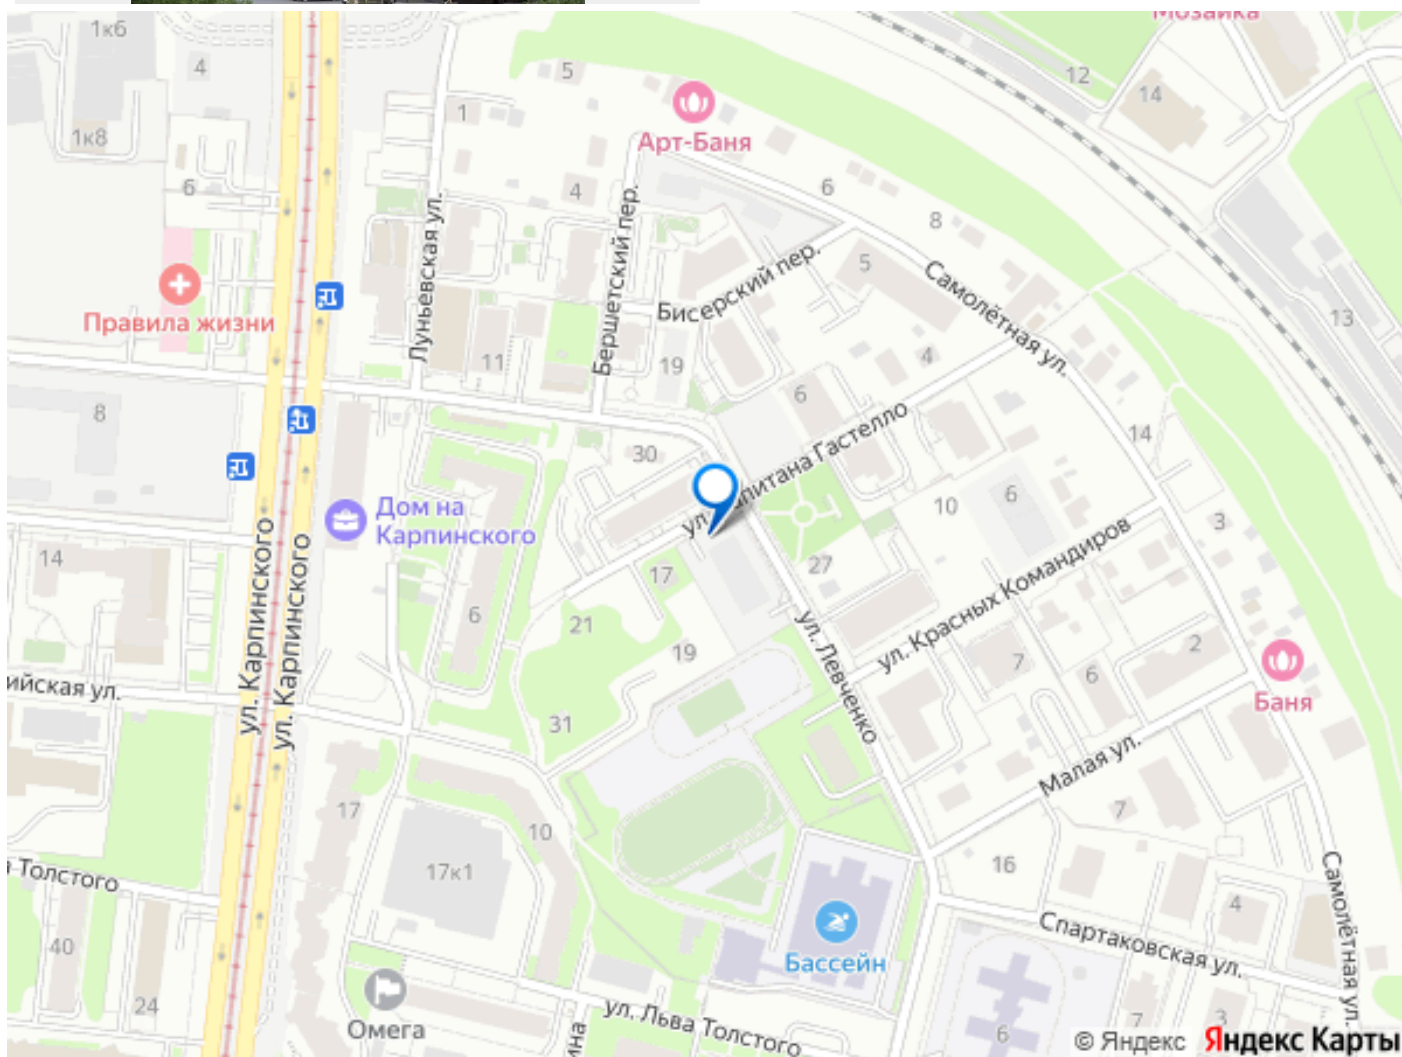 Мозаика
1к6
4
5
12
14
1
1к8
Арт-Баня
6
4
6
8
Луньевская ул.
Бершетский пер.
Бисерский пер.
5
Самолётная ул.
Правила жизни
13
11
19
4
8
6
ул. Капитана Гастелло
14
30
Дом на
Карпинского
10
6
3
14
17
27
ул. Красных Командиров
ул. Карпинского
ул. Карпинского
6
21
ул. Левченко
19
7
6
2
Баня
ийская ул.
31
Малая ул.
17
10
7
17к1
16
а Толстого
4
Самолётная ул.
40
Спартаковская ул.
Бассейн
24
Омега
ул. Льва Толстого
ина
6
7
3
© Яндекс Яндекс Карты